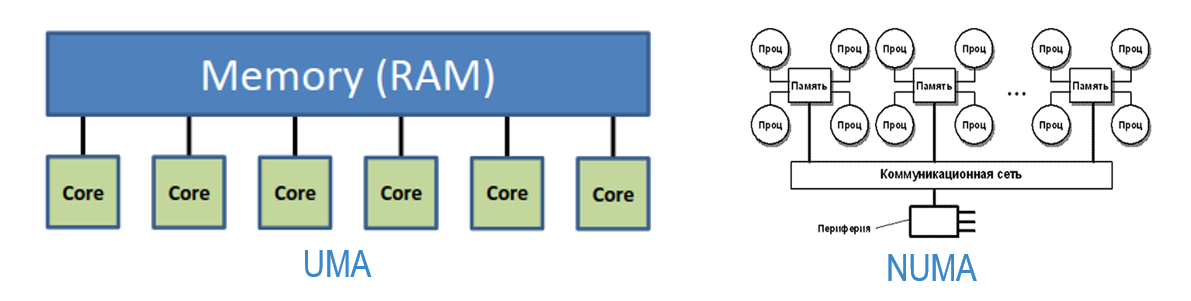 Memory (RAM)
Core Core Core Core Core Core
UMA
Проц Проц Проц Проц Проц Проц
Память Память ... Память
Проц Проц Проц Проц Проц Проц
Коммуникационная сеть
Периферия
NUMA